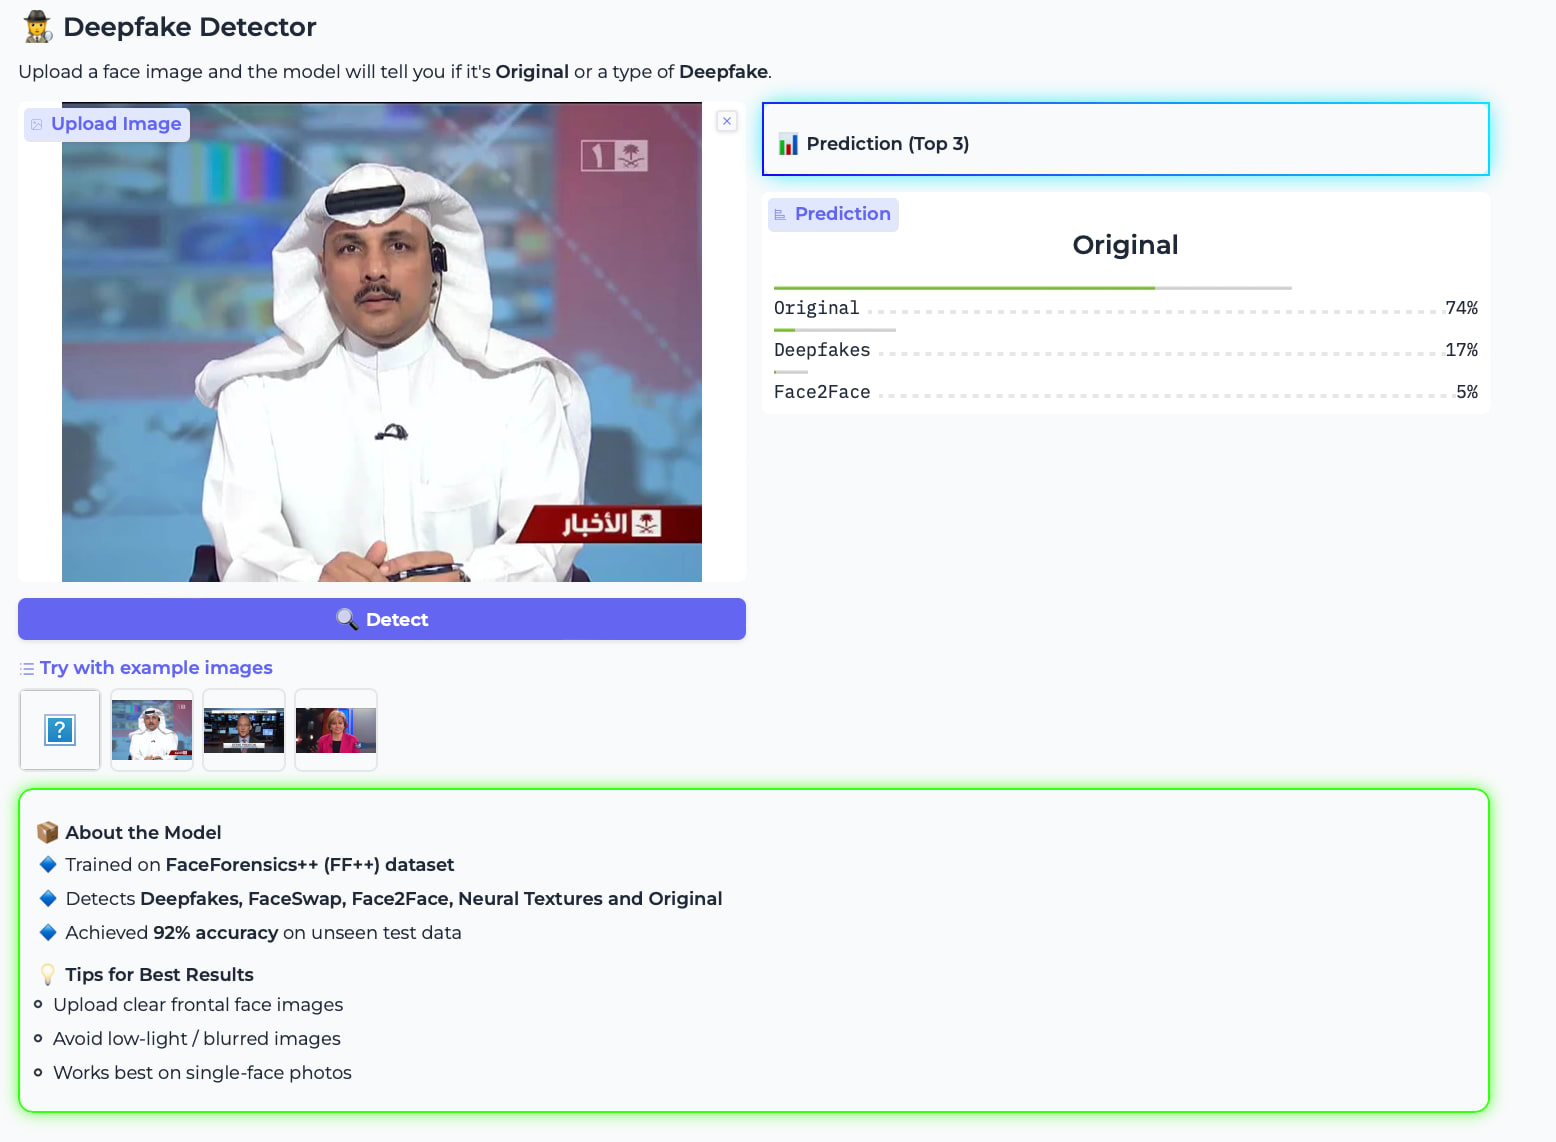 Deepfake Detector
Upload a face image and the model will tell you if it's Original or a type of Deepfake.
Upload Image
١
الأخبار
Detect
Try with example images
?
Prediction (Top 3)
Prediction
Original
Original 74%
Deepfakes 17%
Face2Face 5%
About the Model
Trained on FaceForensics++ (FF++) dataset
Detects Deepfakes, FaceSwap, Face2Face, Neural Textures and Original
Achieved 92% accuracy on unseen test data
Tips for Best Results
Upload clear frontal face images
Avoid low-light / blurred images
Works best on single-face photos